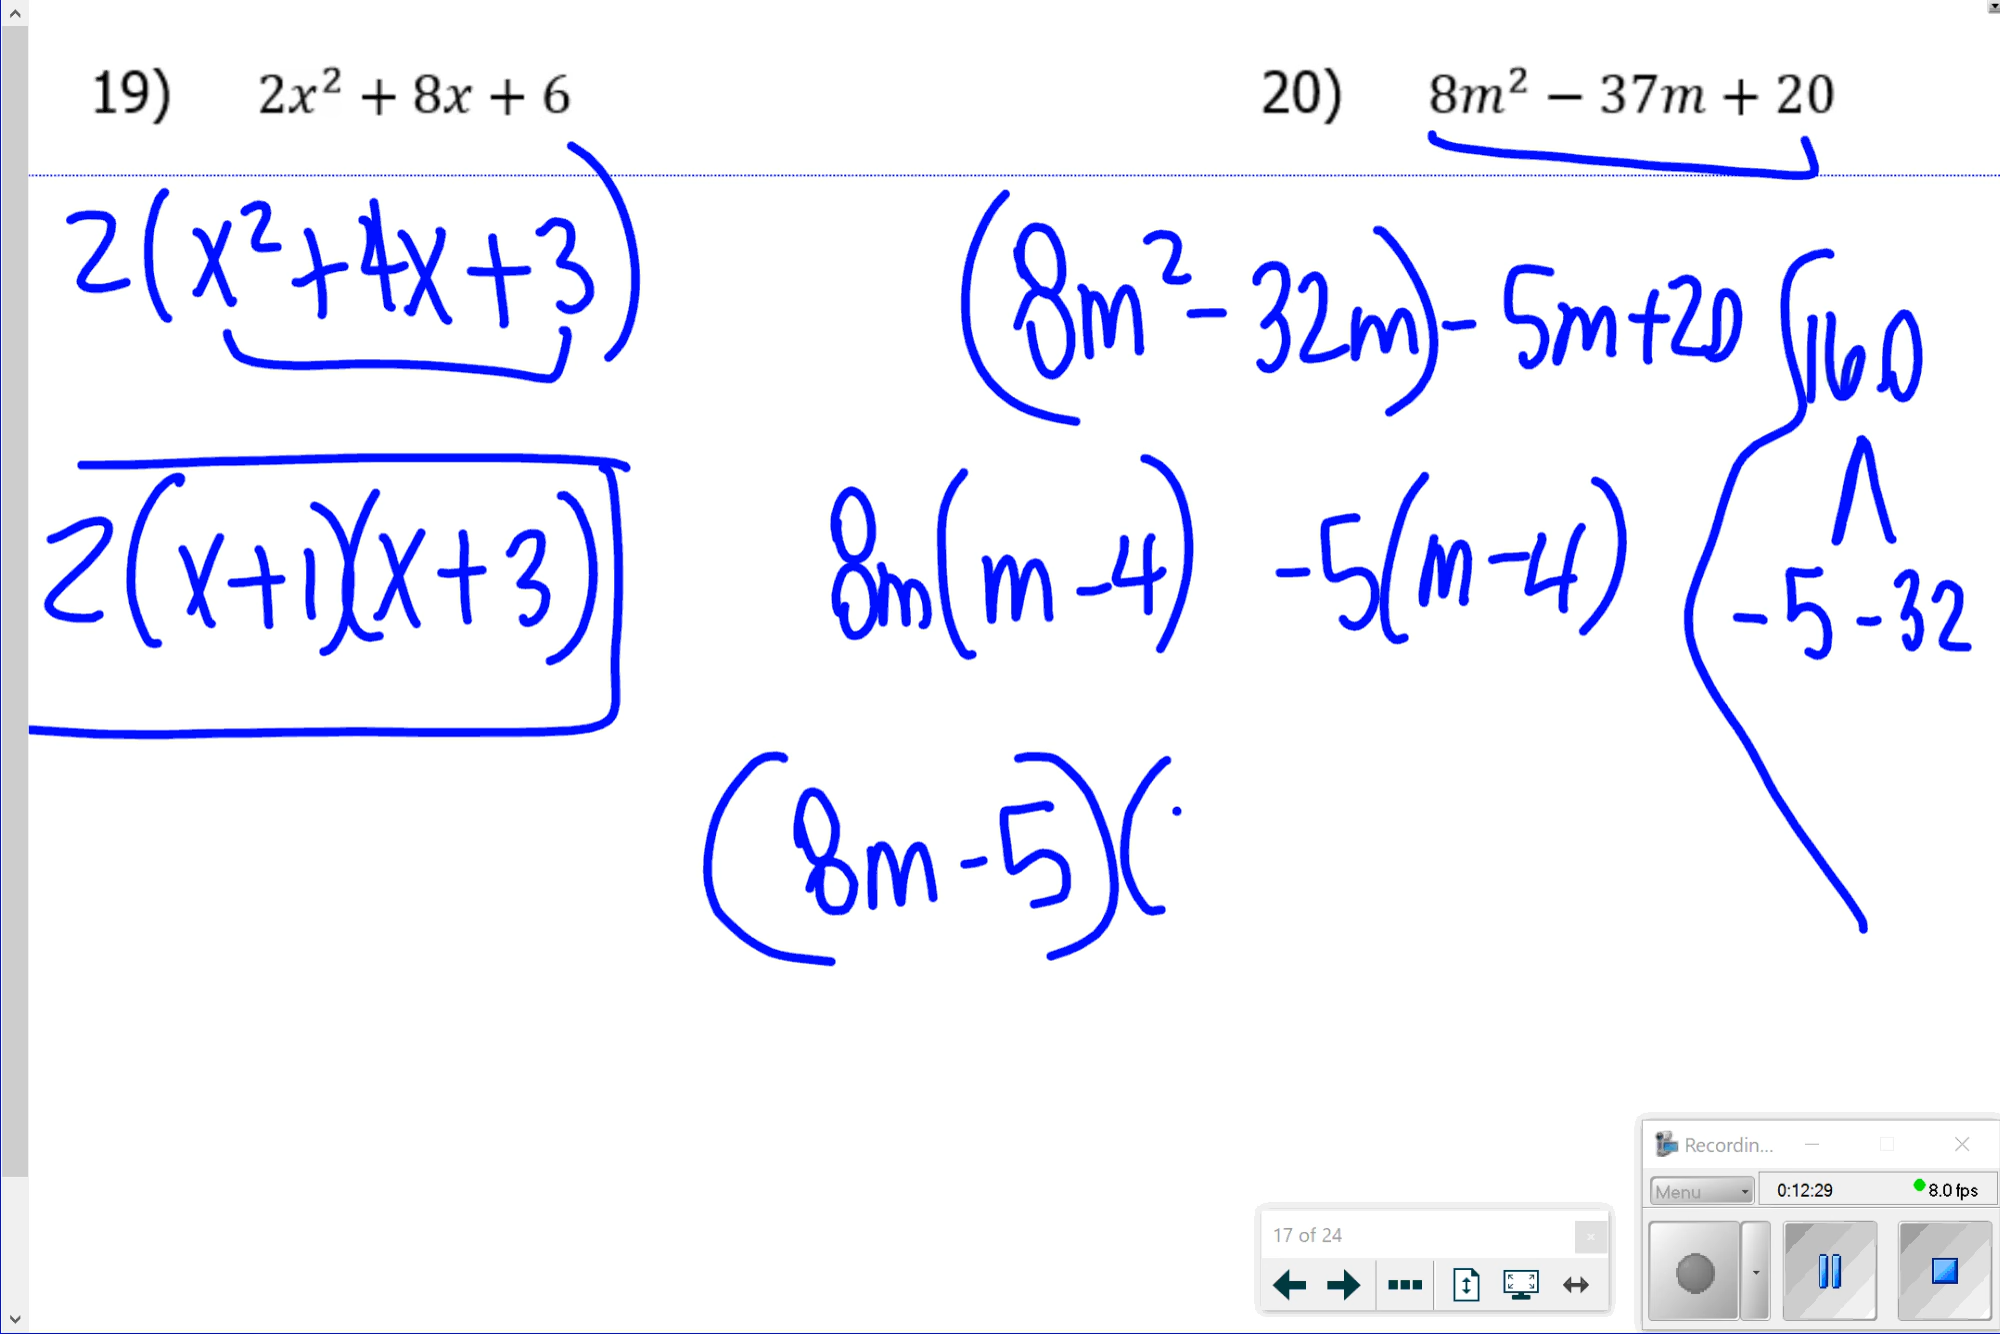 19) 2x² + 8x + 6
2(x²+4x+3)
2(x+1)(x+3)
20) 8m² − 37m + 20
(8m² - 32m) - 5m+20
160
-5 -32
8m(m-4) -5(m-4)
(8m-5)(
Recordin...
Menu 0:12:29 8.0 fps
17 of 24